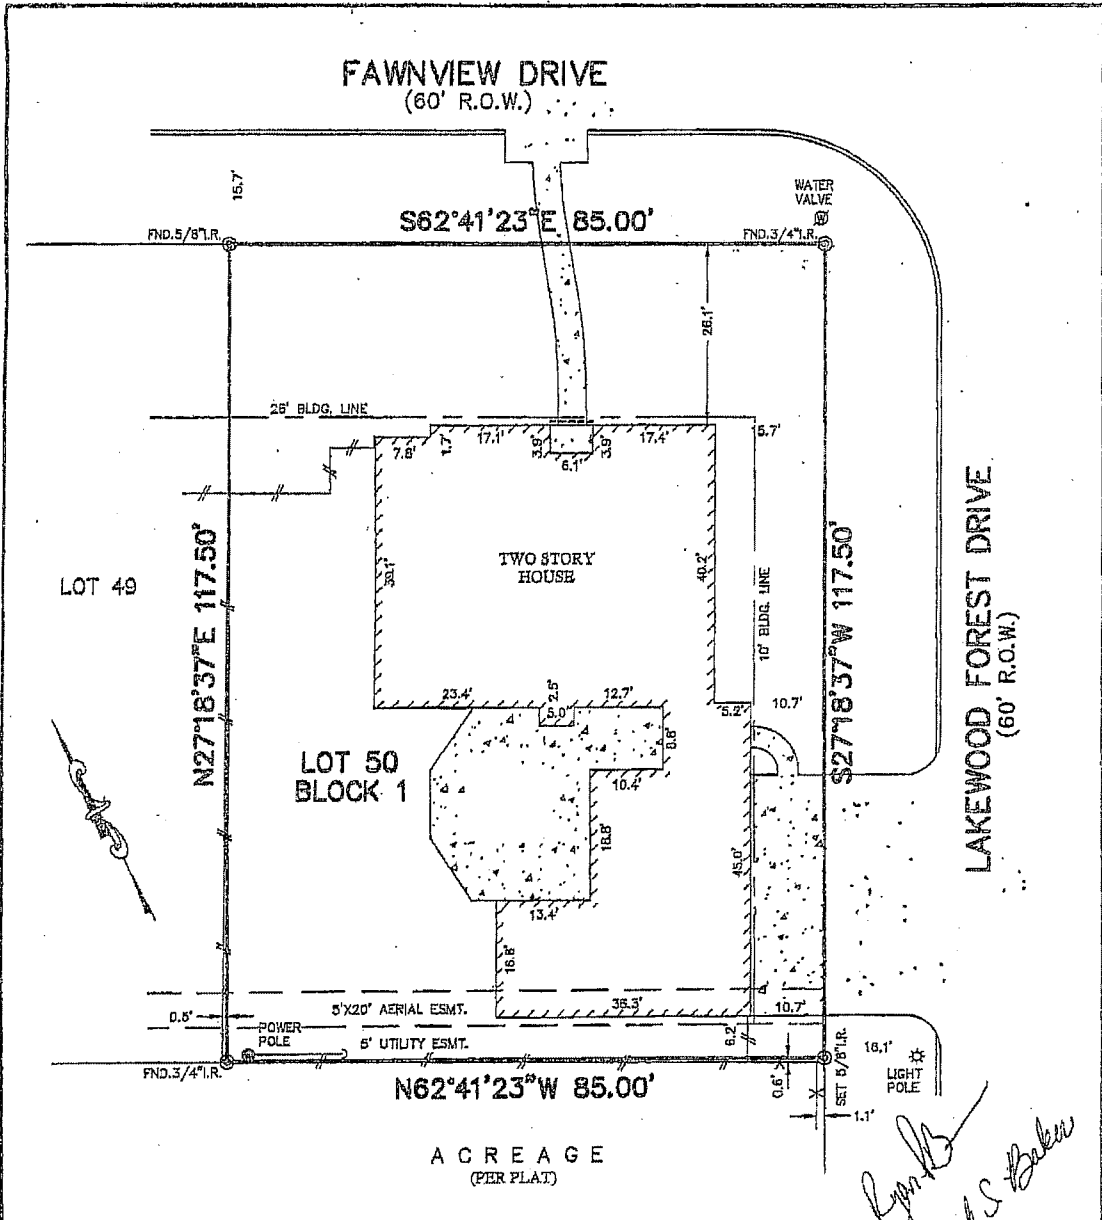 FAWNVIEW DRIVE
(60' R.O.W.)
15.7'
WATER
VALVE
W
S62°41'23"E 85.00'
FND.5/8"I.R.
FND.3/4"I.R.
26.1'
25' BLDG. LINE
5.7'
7.8'
1.7'
17.1'
3.9'
6.1'
3.9'
17.4'
TWO STORY
HOUSE
39.1'
40.2'
10' BLDG. LINE
LOT 49
N27°18'37"E 117.50'
S27°18'37"W 117.50'
LAKEWOOD FOREST DRIVE
(60' R.O.W.)
23.4'
2.5'
5.0'
12.7'
5.2'
10.7'
8.8'
LOT 50
BLOCK 1
10.4'
18.8'
45.0'
13.4'
16.8'
36.3'
10.7'
5'X20' AERIAL ESMT.
0.5'
POWER
POLE
5' UTILITY ESMT.
6.2'
FND.3/4"I.R.
N62°41'23"W 85.00'
0.6'
SET 5/8"I.R.
16.1'
LIGHT
POLE
1.1'
ACREAGE
(PER PLAT)
Ryan
S. Baker